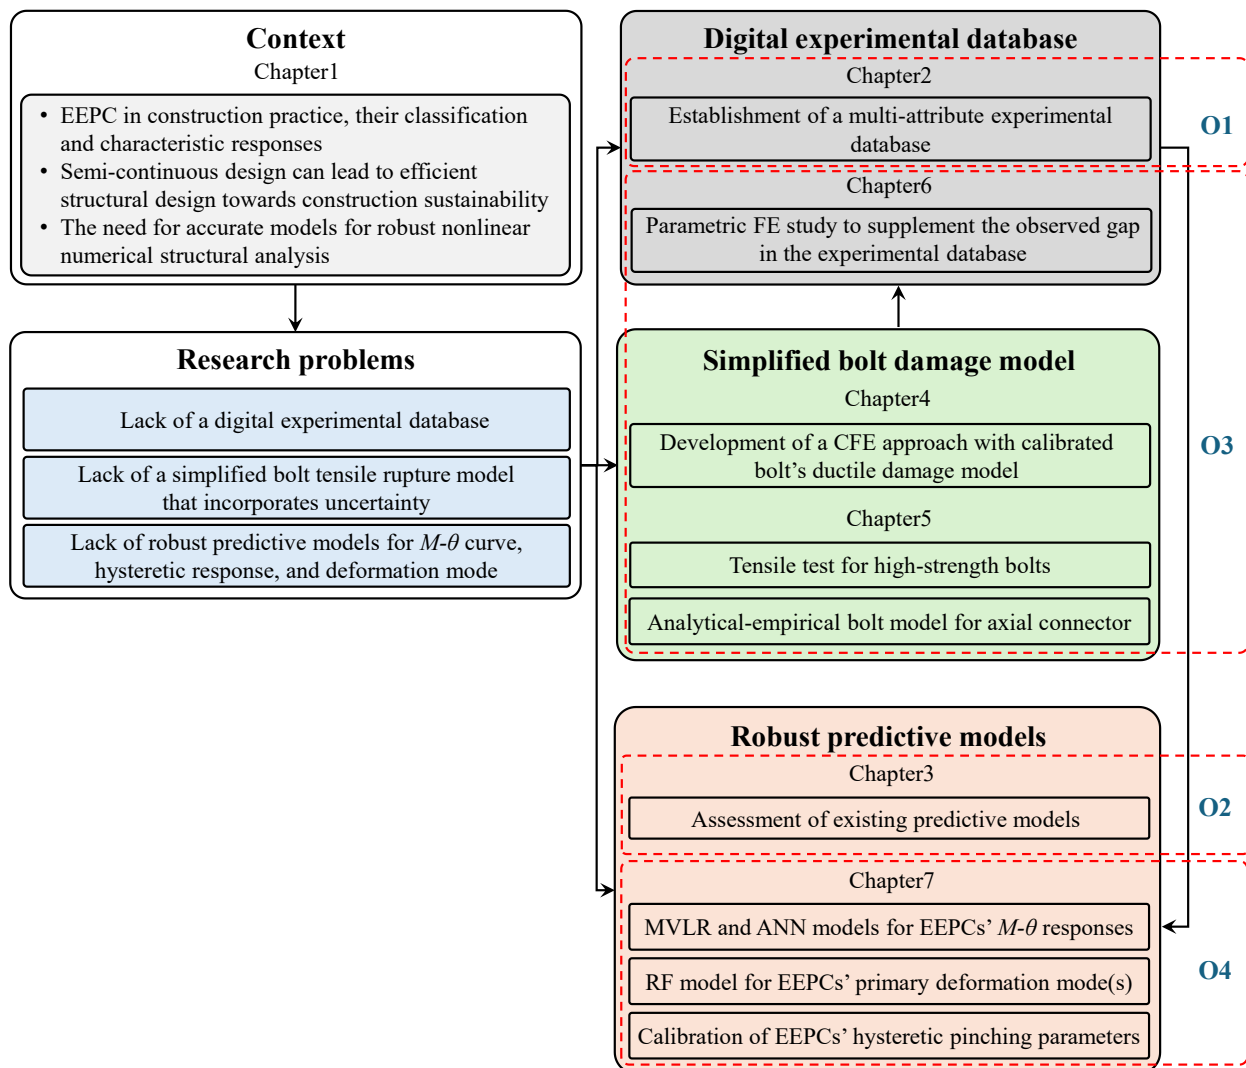 Context
Chapter1
• EEPC in construction practice, their classification
and characteristic responses
• Semi-continuous design can lead to efficient
structural design towards construction sustainability
• The need for accurate models for robust nonlinear
numerical structural analysis
Research problems
Lack of a digital experimental database
Lack of a simplified bolt tensile rupture model
that incorporates uncertainty
Lack of robust predictive models for M-θ curve,
hysteretic response, and deformation mode
Digital experimental database
Chapter2
Establishment of a multi-attribute experimental
database
O1
Chapter6
Parametric FE study to supplement the observed gap
in the experimental database
Simplified bolt damage model
Chapter4
Development of a CFE approach with calibrated
bolt’s ductile damage model
O3
Chapter5
Tensile test for high-strength bolts
Analytical-empirical bolt model for axial connector
Robust predictive models
Chapter3
Assessment of existing predictive models
O2
Chapter7
MVLR and ANN models for EEPCs’ M-θ responses
RF model for EEPCs’ primary deformation mode(s)
O4
Calibration of EEPCs’ hysteretic pinching parameters